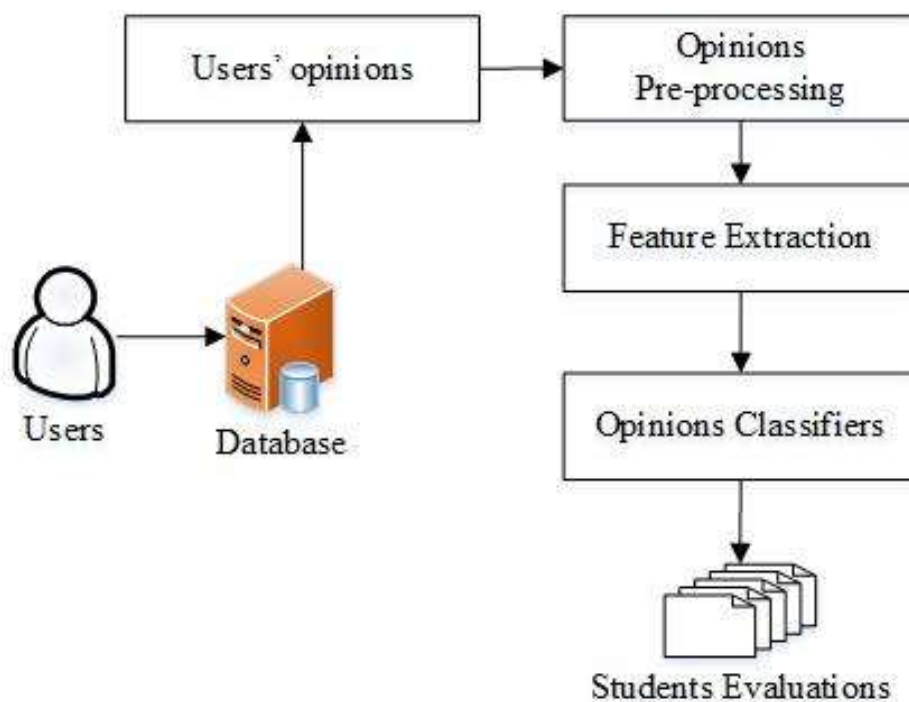 Users’ opinions
Opinions
Pre-processing
Feature Extraction
Users
Database
Opinions Classifiers
Students Evaluations